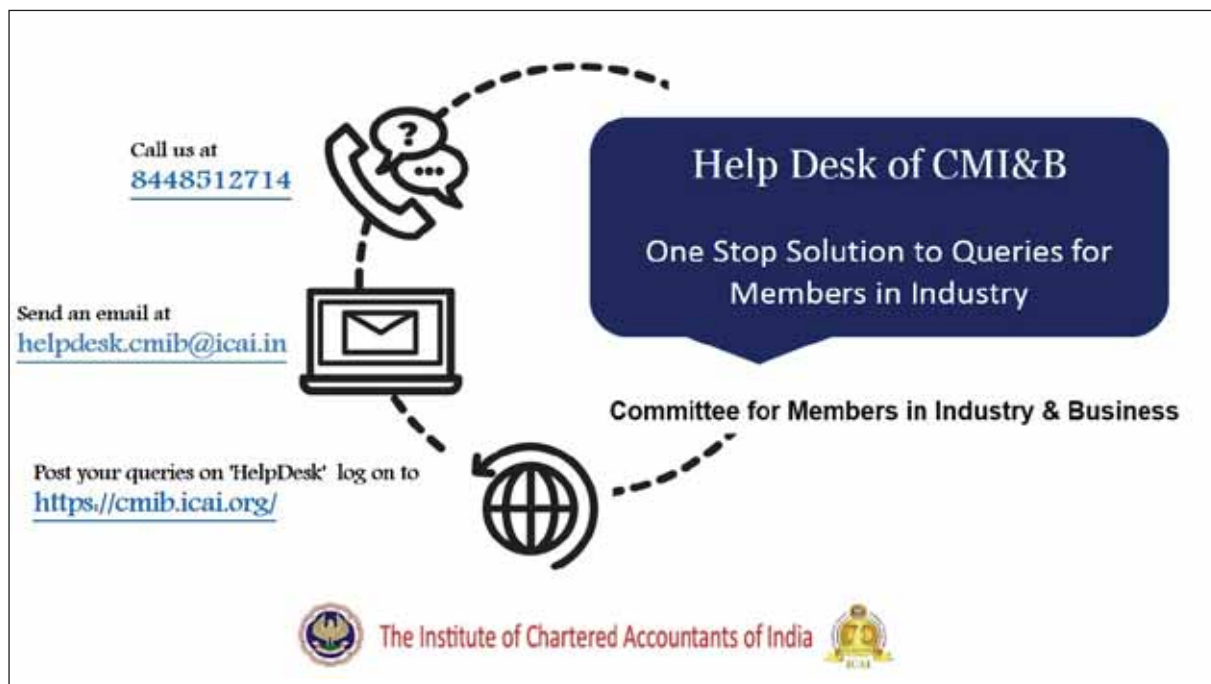 Call us at
8448512714
?
Help Desk of CMI&B
One Stop Solution to Queries for
Members in Industry
Send an email at
helpdesk.cmib@icai.in
Committee for Members in Industry & Business
Post your queries on 'HelpDesk' log on to
https://cmib.icai.org/
The Institute of Chartered Accountants of India
70
ICAI